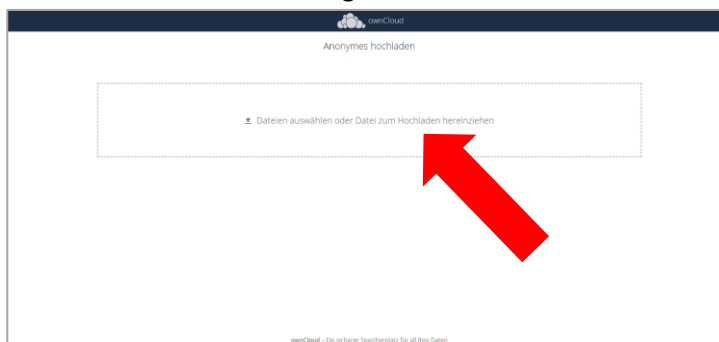 ownCloud
Anonymes hochladen
Dateien auswählen oder Datei zum Hochladen hereinziehen
ownCloud – Ein sicherer Speicherplatz für all Ihre Daten